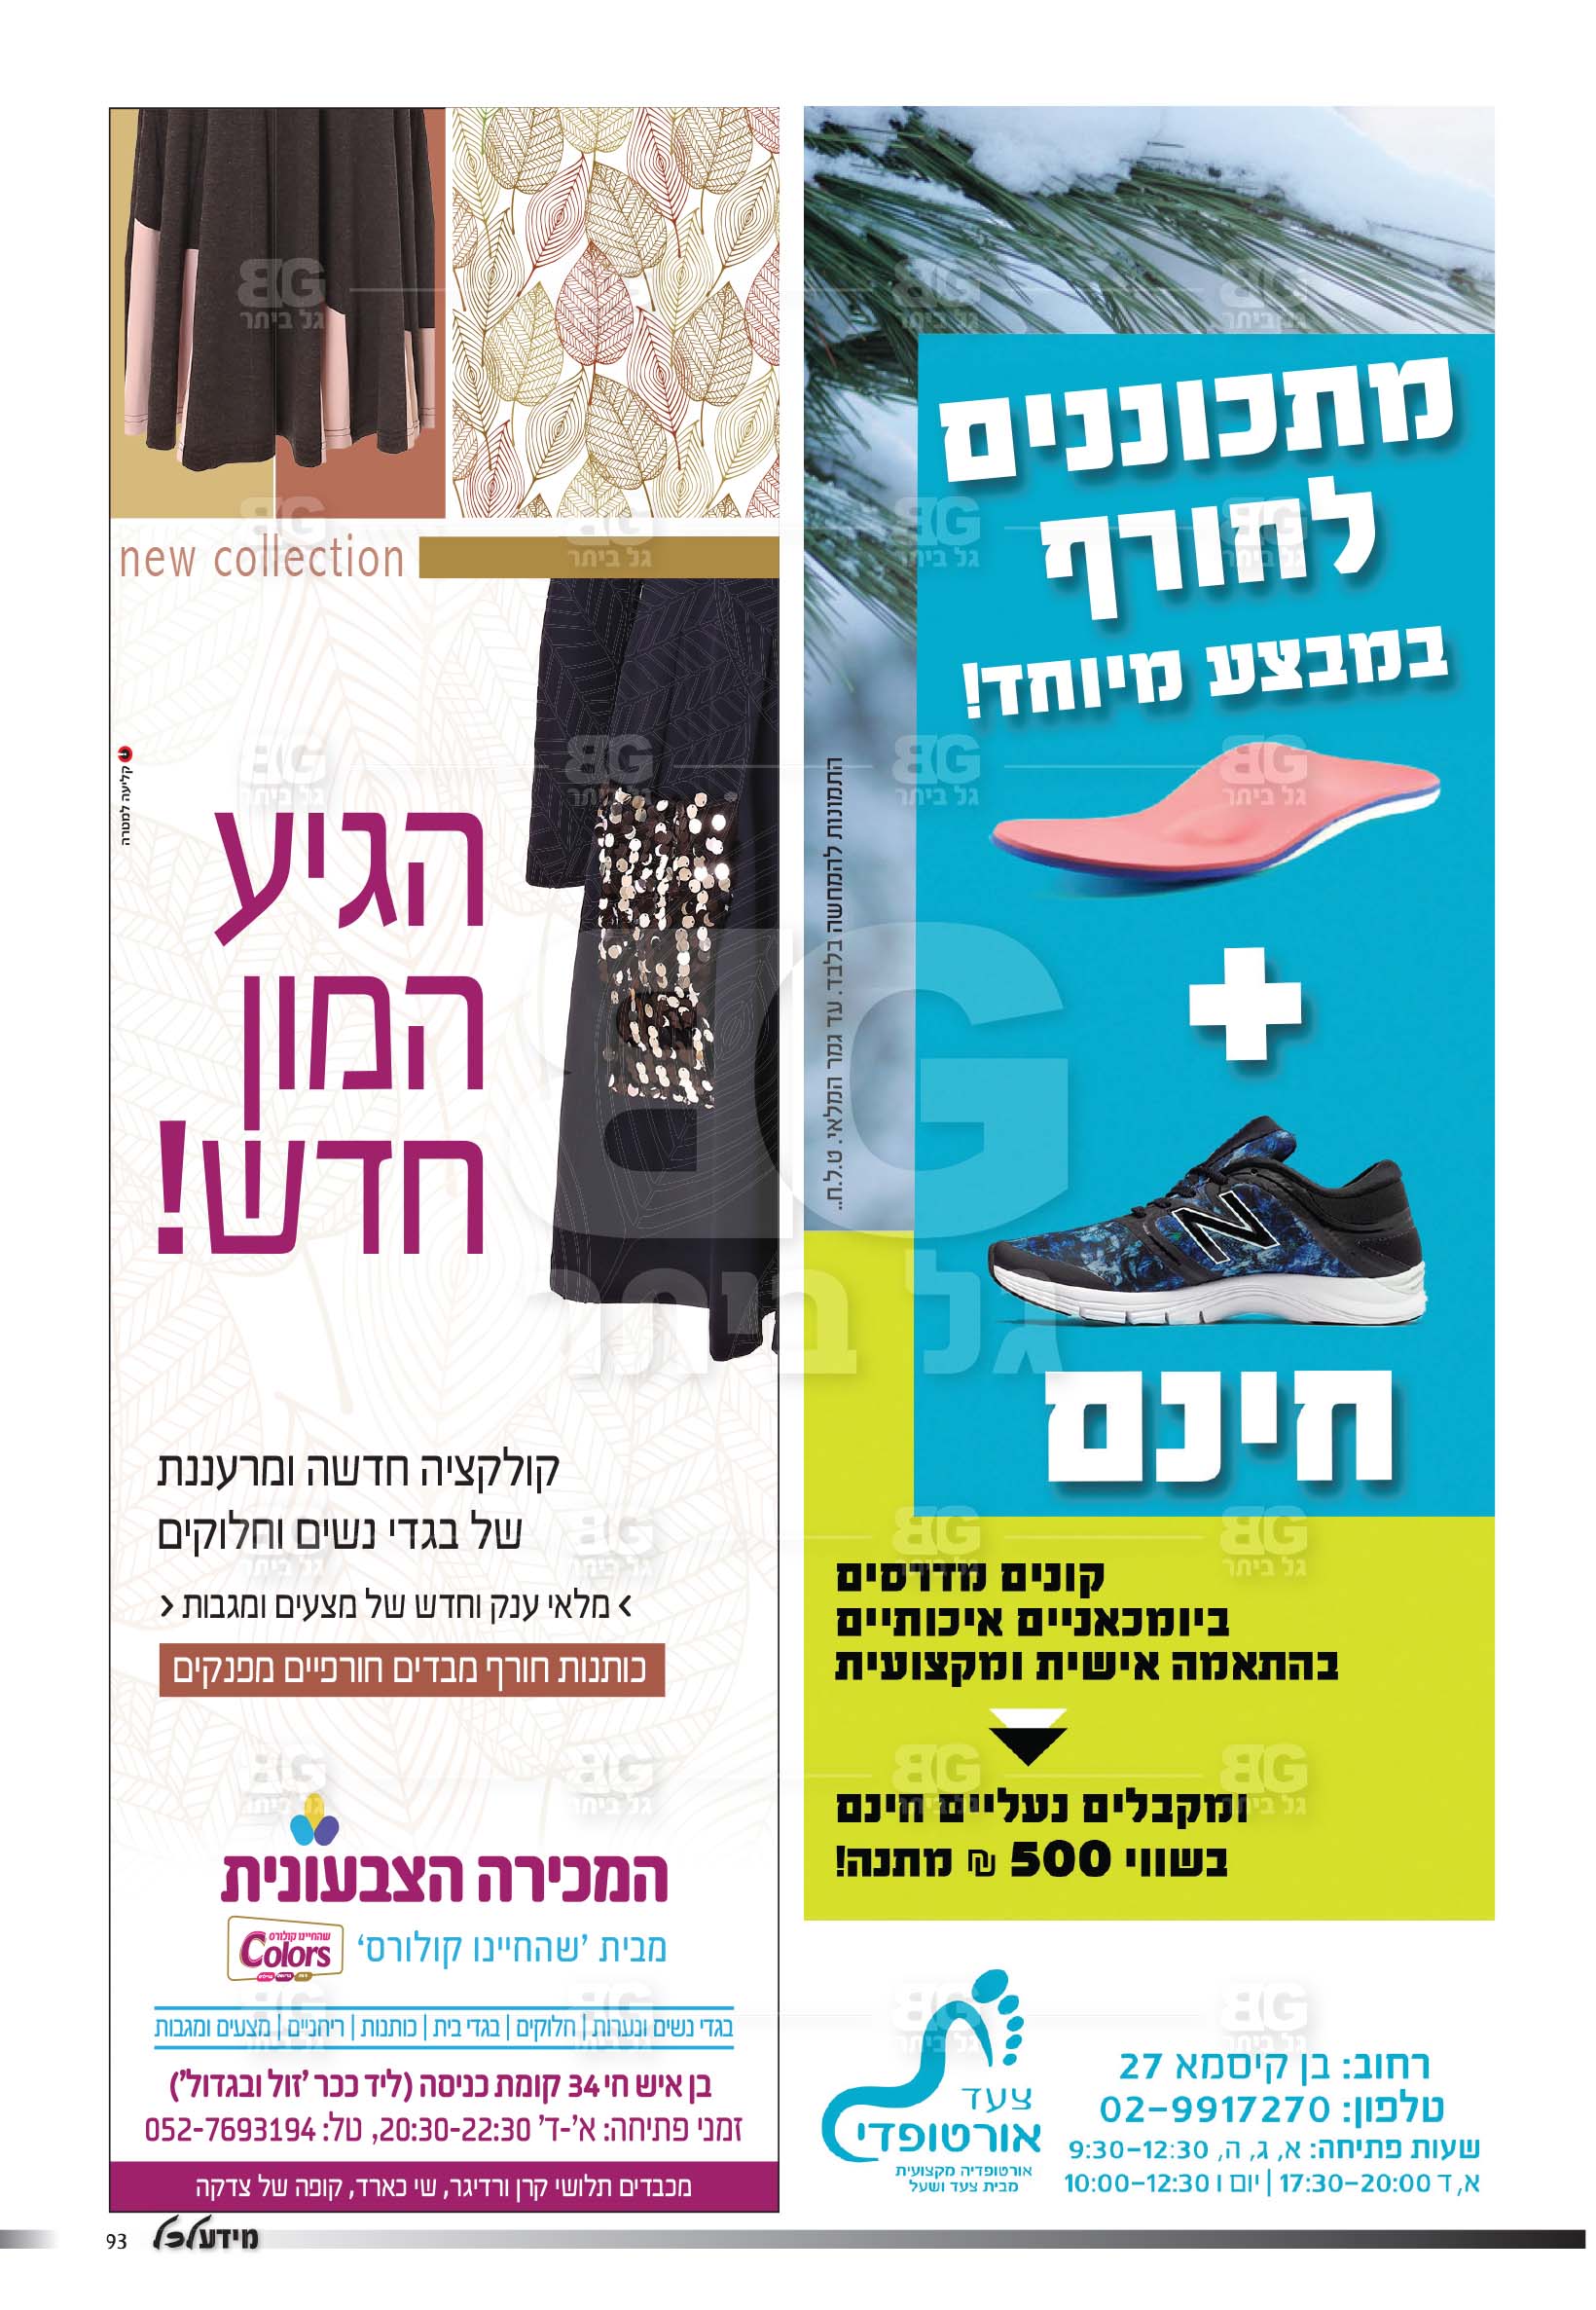 מתכוננים
לחורף
במבצע מיוחד!
+
חינם
התמונות להמחשה בלבד. עד גמר המלאי. ט.ל.ח..
קונים מדרסים
ביומכאניים איכותיים
בהתאמה אישית ומקצועית
ומקבלים נעליים חינם
בשווי 500 ₪ מתנה!
צעד
אורטופדי
אורטופדיה מקצועית
מבית צעד ושעל
רחוב: בן קיסמא 27
טלפון: 02-9917270
שעות פתיחה: א, ג, ה, 9:30-12:30
א, ד 17:30-20:00 | יום ו 10:00-12:30
new collection
קליעה למטרה
הגיע
המון
חדש!
קולקציה חדשה ומרעננת
של בגדי נשים וחלוקים
> מלאי ענק וחדש של מצעים ומגבות <
כותנות חורף מבדים חורפיים מפנקים
המכירה הצבעונית
מבית 'שהחיינו קולורס'
שהחיינו קולורס
Colors
בגדי נשים ונערות | חלוקים | בגדי בית | כותנות | ריחניים | מצעים ומגבות
בן איש חי 34 קומת כניסה (ליד ככר 'זול ובגדול')
זמני פתיחה: א'-ד' 20:30-22:30, טל: 052-7693194
מכבדים תלושי קרן ורדיגר, שי כארד, קופה של צדקה
מידע לכל
93
BG
גל ביתר